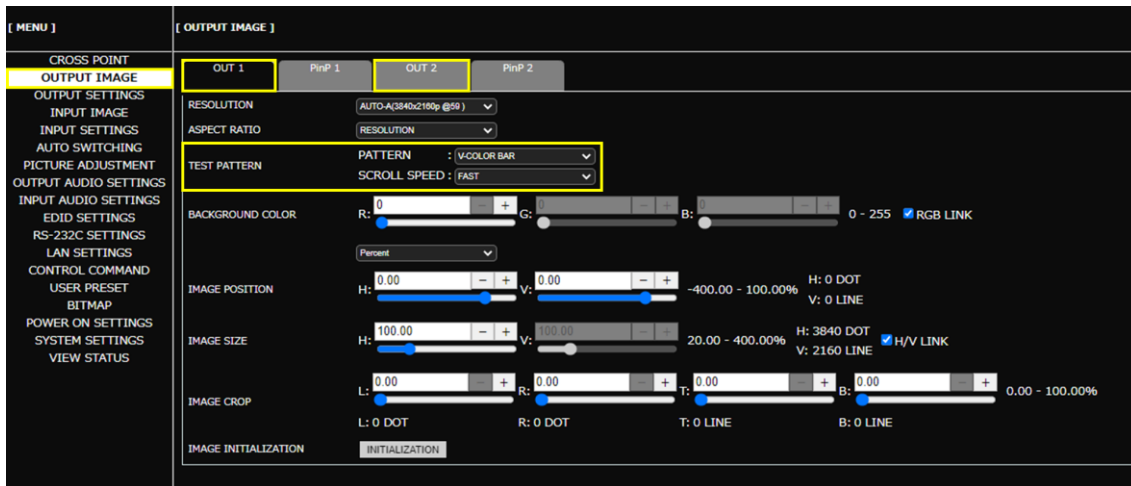 [ MENU ]
[ OUTPUT IMAGE ]
CROSS POINT
OUTPUT IMAGE
OUTPUT SETTINGS
INPUT IMAGE
INPUT SETTINGS
AUTO SWITCHING
PICTURE ADJUSTMENT
OUTPUT AUDIO SETTINGS
INPUT AUDIO SETTINGS
EDID SETTINGS
RS-232C SETTINGS
LAN SETTINGS
CONTROL COMMAND
USER PRESET
BITMAP
POWER ON SETTINGS
SYSTEM SETTINGS
VIEW STATUS
OUT 1 PinP 1 OUT 2 PinP 2
RESOLUTION AUTO-A(3840x2160p @59 )
ASPECT RATIO RESOLUTION
TEST PATTERN PATTERN : V-COLOR BAR
SCROLL SPEED : FAST
BACKGROUND COLOR R: 0 - + G: 0 - + B: 0 - + 0 - 255 RGB LINK
Percent
IMAGE POSITION H: 0.00 - + V: 0.00 - + -400.00 - 100.00% H: 0 DOT
V: 0 LINE
IMAGE SIZE H: 100.00 - + V: 100.00 - + 20.00 - 400.00% H: 3840 DOT
V: 2160 LINE H/V LINK
IMAGE CROP L: 0.00 - + R: 0.00 - + T: 0.00 - + B: 0.00 - + 0.00 - 100.00%
L: 0 DOT R: 0 DOT T: 0 LINE B: 0 LINE
IMAGE INITIALIZATION INITIALIZATION